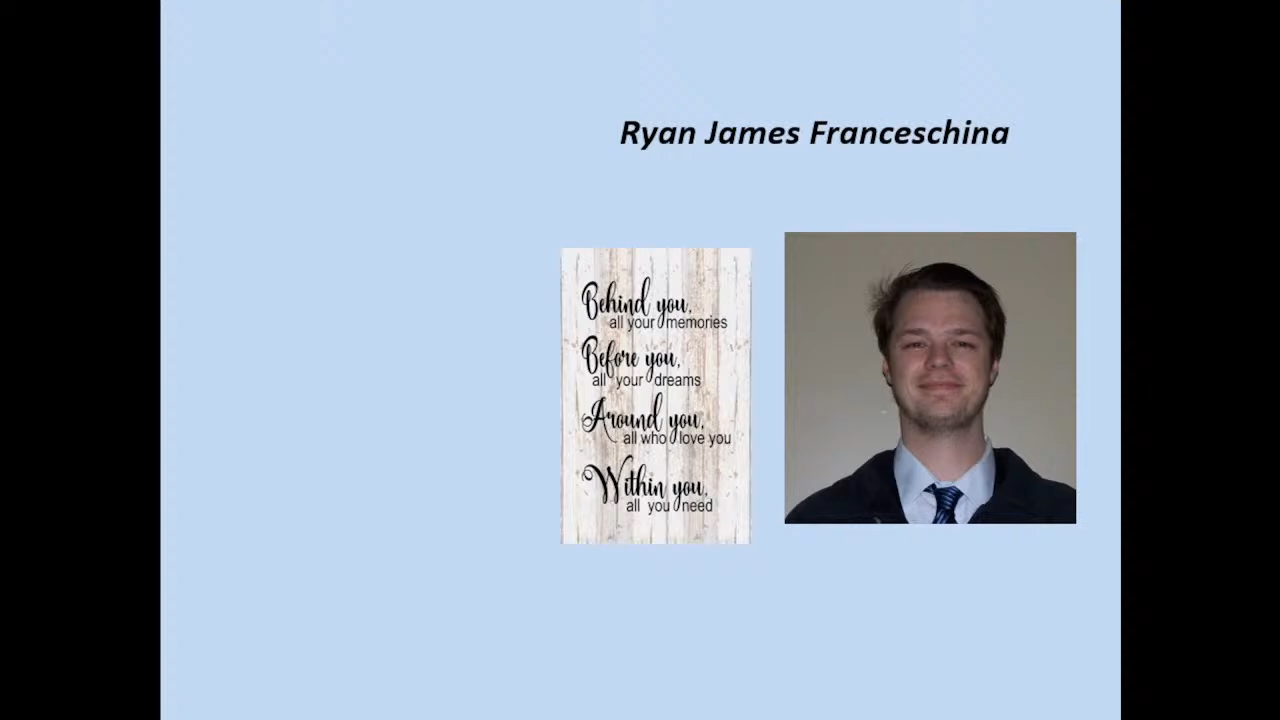 Ryan James Franceschina
Behind you,
all your memories
Before you,
all your dreams
Around you,
all who love you
Within you,
all you need